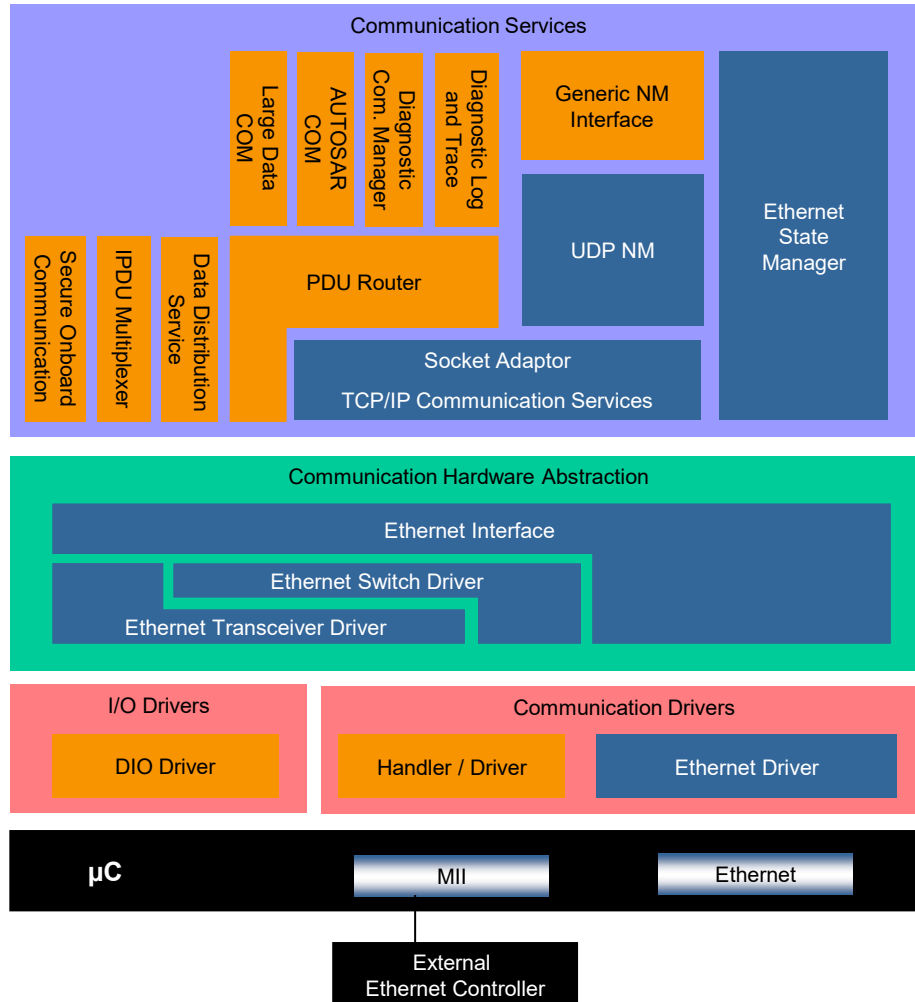 Communication Services
Large Data
COM
AUTOSAR
COM
Diagnostic
Com. Manager
Diagnostic Log
and Trace
Generic NM
Interface
Ethernet
State
Manager
UDP NM
Secure Onboard
Communication
IPDU Multiplexer
Data Distribution
Service
PDU Router
Socket Adaptor
TCP/IP Communication Services
Communication Hardware Abstraction
Ethernet Interface
Ethernet Switch Driver
Ethernet Transceiver Driver
I/O Drivers
Communication Drivers
DIO Driver
Handler / Driver
Ethernet Driver
µC
MII
Ethernet
External
Ethernet Controller